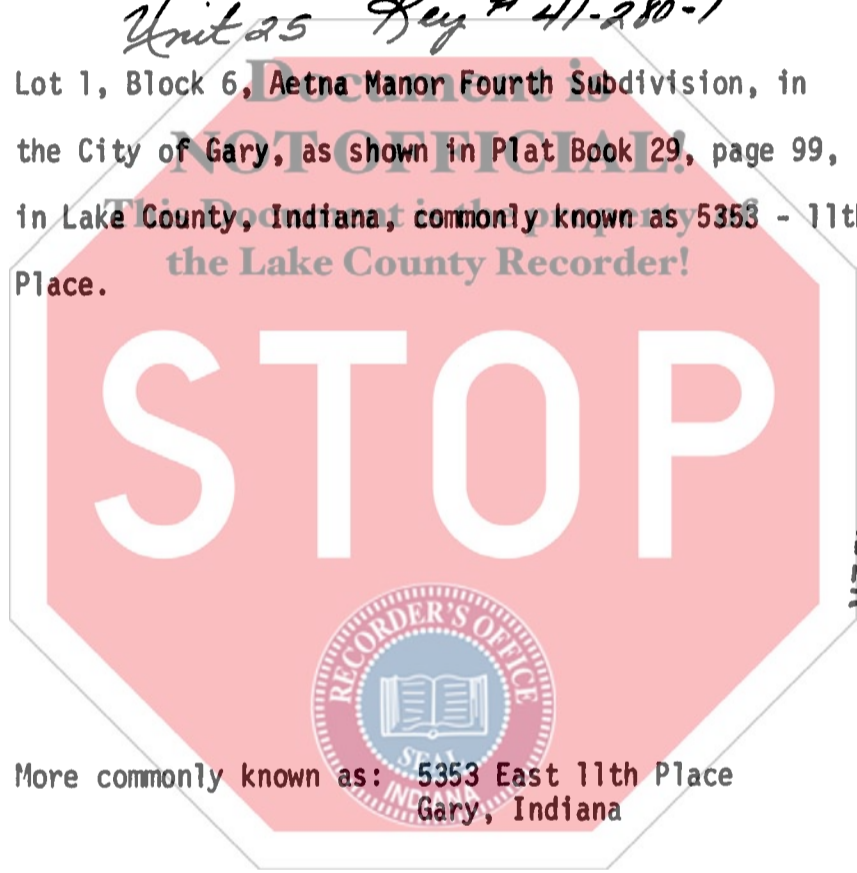 Unit 25 Key # 41-280-1
Document is
Lot 1, Block 6, Aetna Manor Fourth Subdivision, in
NOT OFFICIAL!
the City of Gary, as shown in Plat Book 29, page 99,
This Document is the property of
in Lake County, Indiana, commonly known as 5353 - 11th
the Lake County Recorder!
Place.
STOP
RECORDER'S OFFICE
SEAL
INDIANA
More commonly known as: 5353 East 11th Place
Gary, Indiana